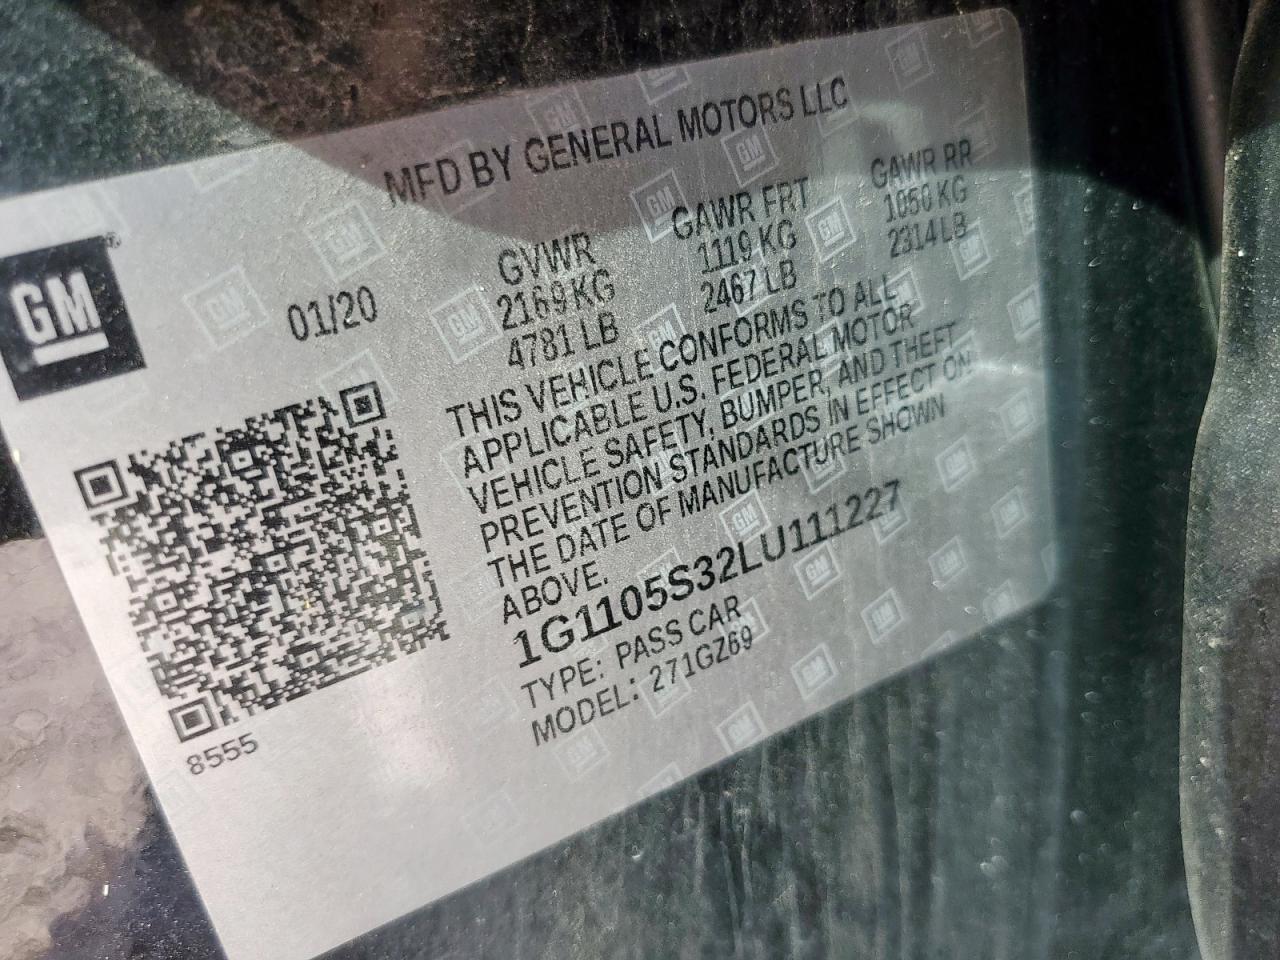 MFD BY GENERAL MOTORS LLC
GM
01/20
GVWR
2169 KG
4781 LB
GAWR FRT
1119 KG
2467 LB
GAWR RR
1050 KG
2314 LB
THIS VEHICLE CONFORMS TO ALL
APPLICABLE U.S. FEDERAL MOTOR
VEHICLE SAFETY, BUMPER, AND THEFT
PREVENTION STANDARDS IN EFFECT ON
THE DATE OF MANUFACTURE SHOWN
ABOVE.
1G1105S32LU111227
TYPE: PASS CAR
MODEL: 271GZ69
8555